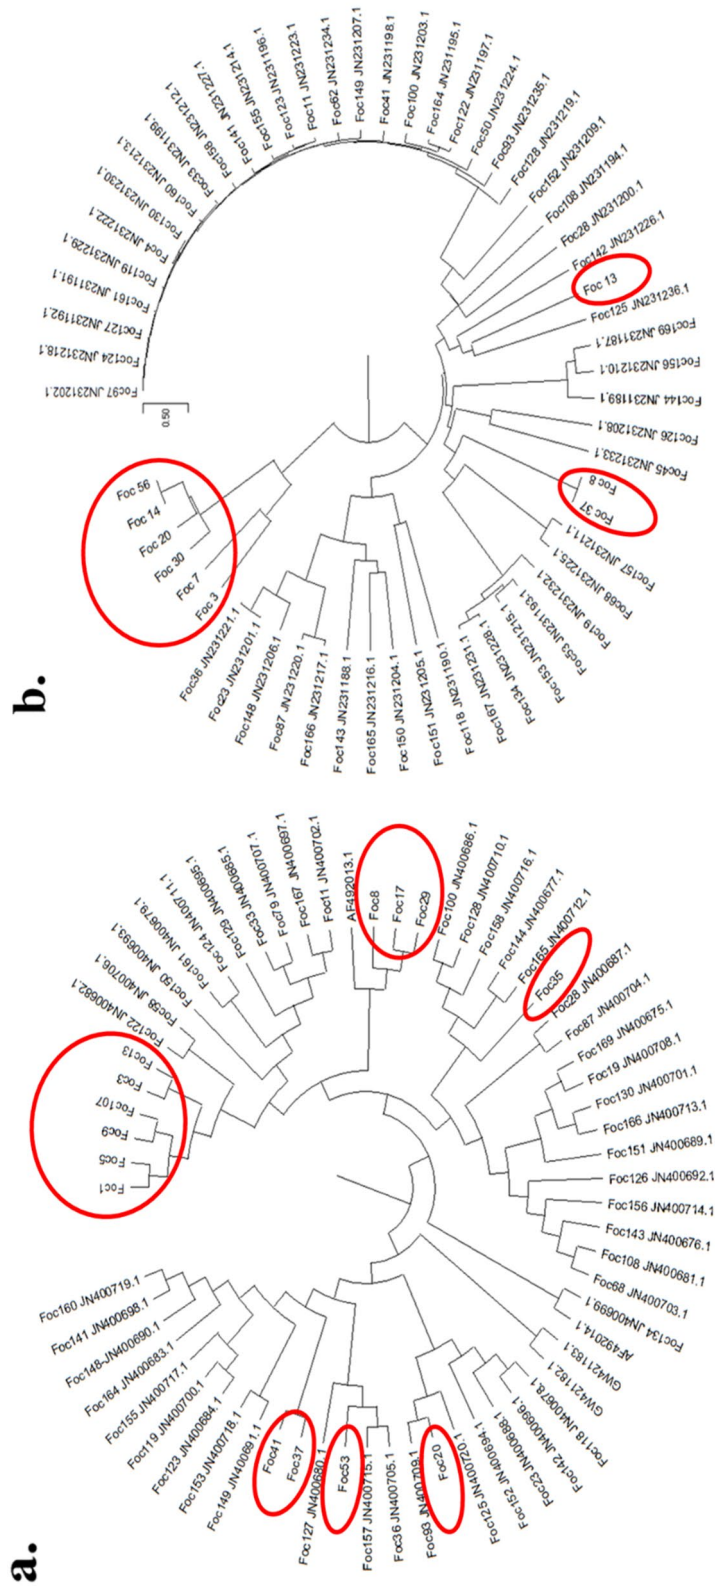 a.
Foc160 JN400719.1
Foc141 JN400698.1
Foc148-JN400690.1
Foc164 JN400683.1
Foc155 JN400717.1
Foc119 JN400700.1
Foc123 JN400684.1
Foc153 JN400718.1
Foc149 JN400691.1
Foc41
Foc37
Foc127 JN400680.1
Foc53
Foc157 JN400715.1
Foc36 JN400705.1
Foc93 JN400709.1
Foc20
Foc125 JN400720.1
Foc152 JN400694.1
Foc23 JN400688.1
Foc142 JN400696.1
Foc118 JN400678.1
GW421182.1
GW421183.1
AF492014.1
Foc134 JN400699.1
Foc68 JN400703.1
Foc108 JN400681.1
Foc143 JN400676.1
Foc156 JN400714.1
Foc126 JN400692.1
Foc151 JN400689.1
Foc166 JN400713.1
Foc130 JN400701.1
Foc19 JN400708.1
Foc169 JN400675.1
Foc87 JN400704.1
Foc28 JN400687.1
Foc35
Foc165 JN400712.1
Foc144 JN400677.1
Foc158 JN400716.1
Foc128 JN400710.1
Foc100 JN400686.1
Foc29
Foc17
Foc8
AF492013.1
Foc11 JN400702.1
Foc167 JN400697.1
Foc79 JN400707.1
Foc33 JN400685.1
Foc129 JN400695.1
Foc124 JN400711.1
Foc161 JN400679.1
Foc150 JN400693.1
Foc58 JN400706.1
Foc122 JN400682.1
Foc13
Foc3
Foc107
Foc9
Foc5
Foc1
b.
Foc 56
Foc 14
Foc 20
Foc 30
Foc 7
Foc 3
Foc36 JN231221.1
Foc23 JN231201.1
Foc148 JN231206.1
Foc87 JN231220.1
Foc166 JN231217.1
Foc143 JN231188.1
Foc165 JN231216.1
Foc150 JN231204.1
Foc151 JN231205.1
Foc118 JN231190.1
Foc167 JN231231.1
Foc134 JN231228.1
Foc153 JN231215.1
Foc53 JN231193.1
Foc19 JN231232.1
Foc68 JN231225.1
Foc157 JN231211.1
Foc 37
Foc 8
Foc45 JN231233.1
Foc126 JN231208.1
Foc144 JN231189.1
Foc156 JN231210.1
Foc169 JN231187.1
Foc125 JN231236.1
Foc 13
Foc142 JN231226.1
Foc28 JN231200.1
Foc108 JN231194.1
Foc152 JN231209.1
Foc128 JN231219.1
Foc93 JN231235.1
Foc50 JN231224.1
Foc122 JN231197.1
Foc164 JN231195.1
Foc100 JN231203.1
Foc41 JN231198.1
Foc149 JN231207.1
Foc62 JN231234.1
Foc11 JN231223.1
Foc123 JN231196.1
Foc155 JN231214.1
Foc141 JN231227.1
Foc158 JN231212.1
Foc33 JN231199.1
Foc160 JN231213.1
Foc130 JN231230.1
Foc4 JN231222.1
Foc119 JN231229.1
Foc161 JN231191.1
Foc127 JN231192.1
Foc124 JN231218.1
Foc97 JN231202.1
0.50